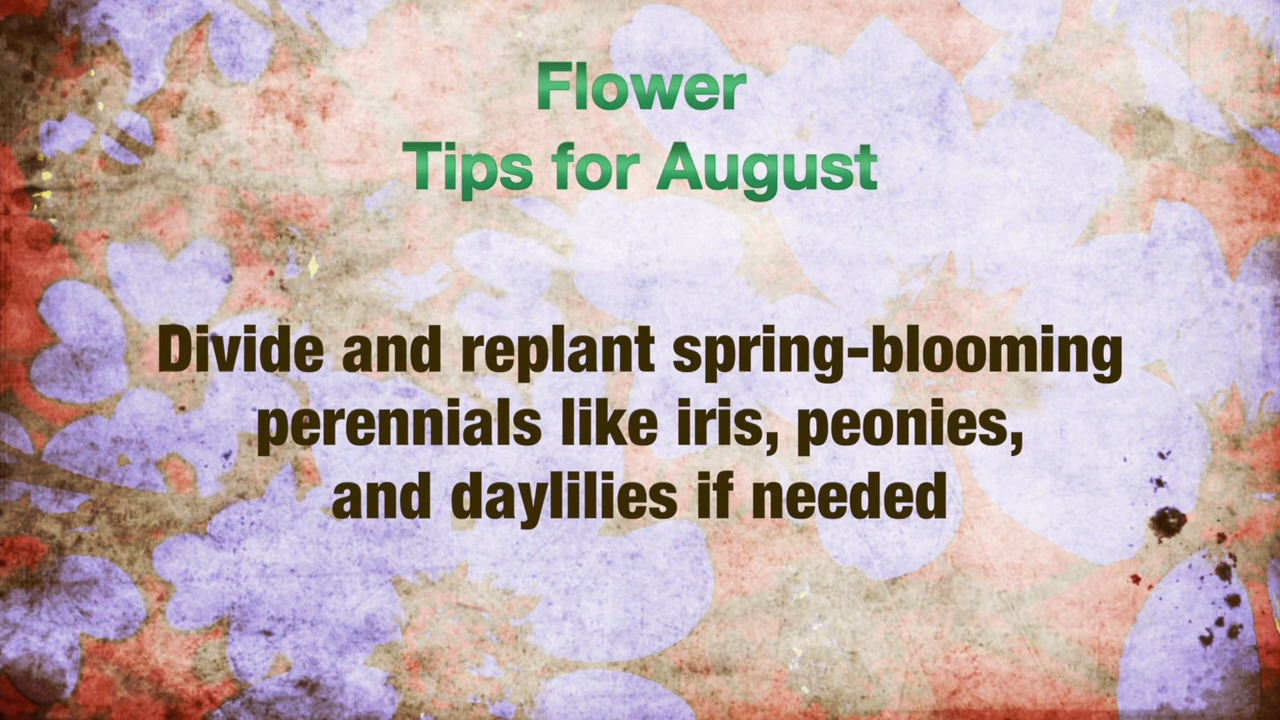 Flower
Tips for August
Divide and replant spring-blooming
perennials like iris, peonies,
and daylilies if needed